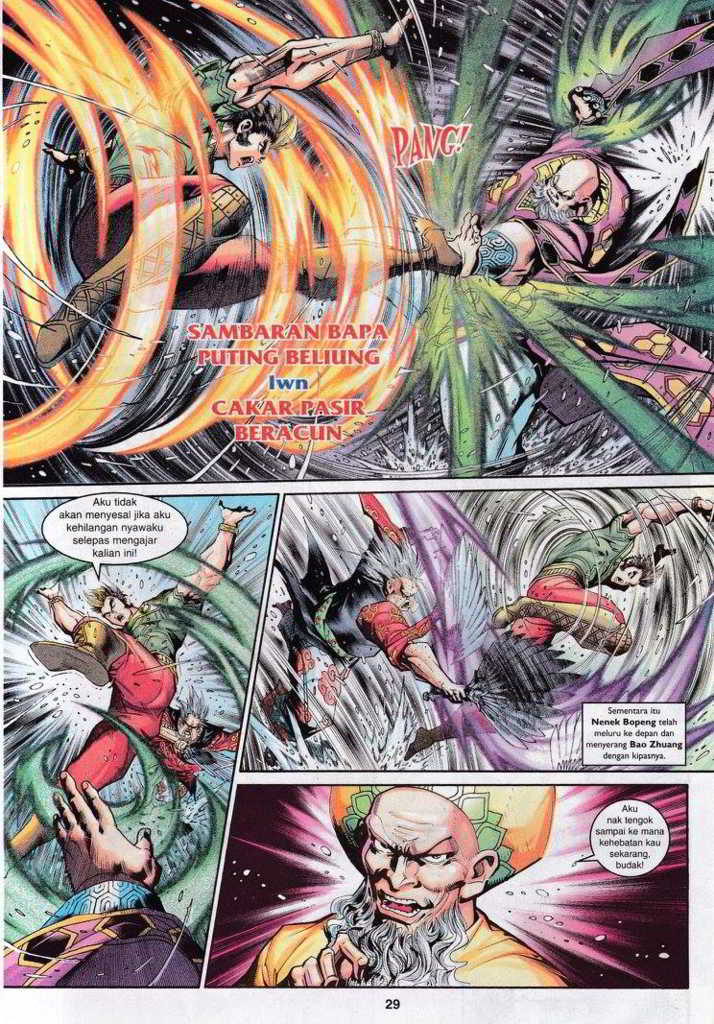 PANG!
SAMBARAN BAPA
PUTING BELIUNG
lwn
CAKAR PASIR
BERACUN
Aku tidak
akan menyesal jika aku
kehilangan nyawaku
selepas mengajar
kalian ini!
Sementara itu
Nenek Bopeng telah
meluru ke depan dan
menyerang Bao Zhuang
dengan kipasnya.
Aku
nak tengok
sampai ke mana
kehebatan kau
sekarang,
budak!
29